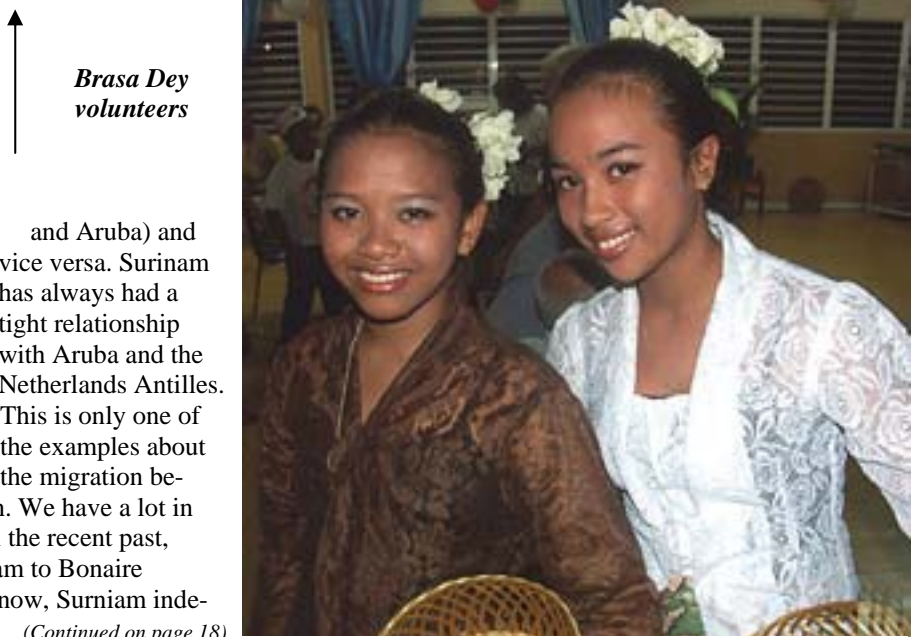 Brasa Dey
volunteers
and Aruba) and
vice versa. Surinam
has always had a
tight relationship
with Aruba and the
Netherlands Antilles.
This is only one of
the examples about
the migration be-
We have a lot in
the recent past,
to Bonaire
now, Surniam inde-
(Continued on page 18)